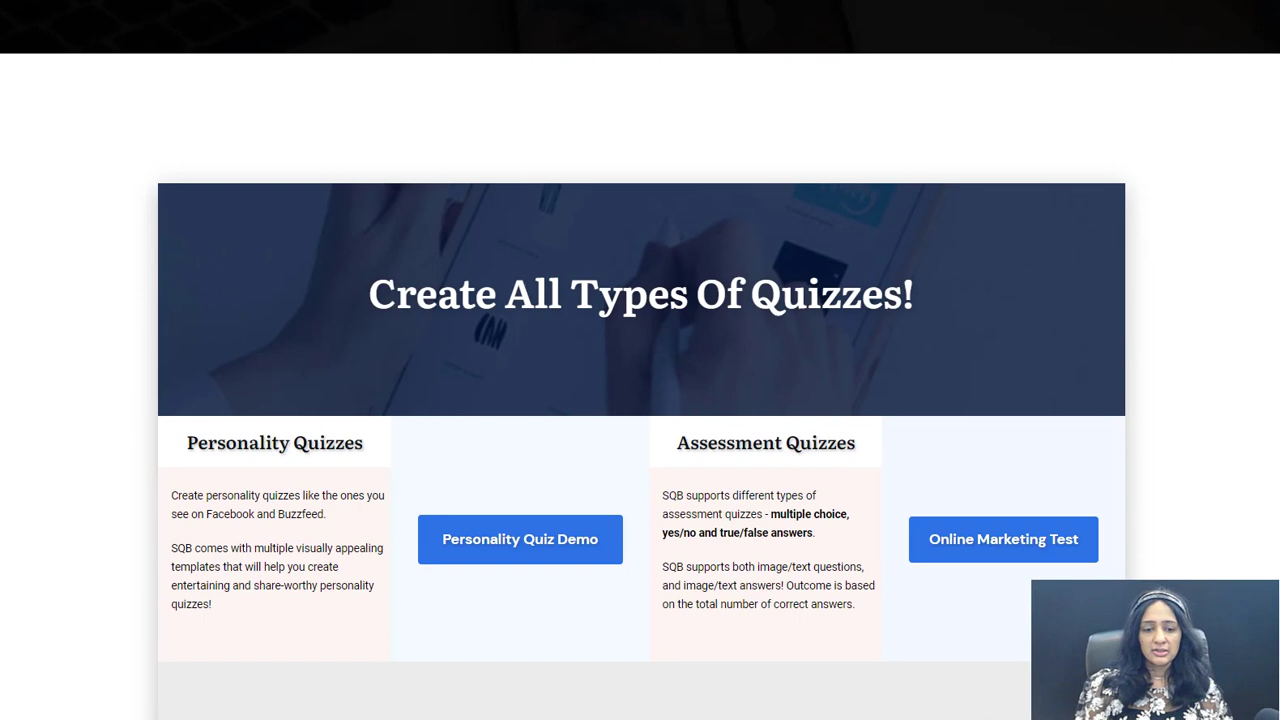 Create All Types Of Quizzes!
Personality Quizzes
Create personality quizzes like the ones you
see on Facebook and Buzzfeed.
SQB comes with multiple visually appealing
templates that will help you create
entertaining and share-worthy personality
quizzes!
Personality Quiz Demo
Assessment Quizzes
SQB supports different types of
assessment quizzes - multiple choice,
yes/no and true/false answers.
SQB supports both image/text questions,
and image/text answers! Outcome is based
on the total number of correct answers.
Online Marketing Test